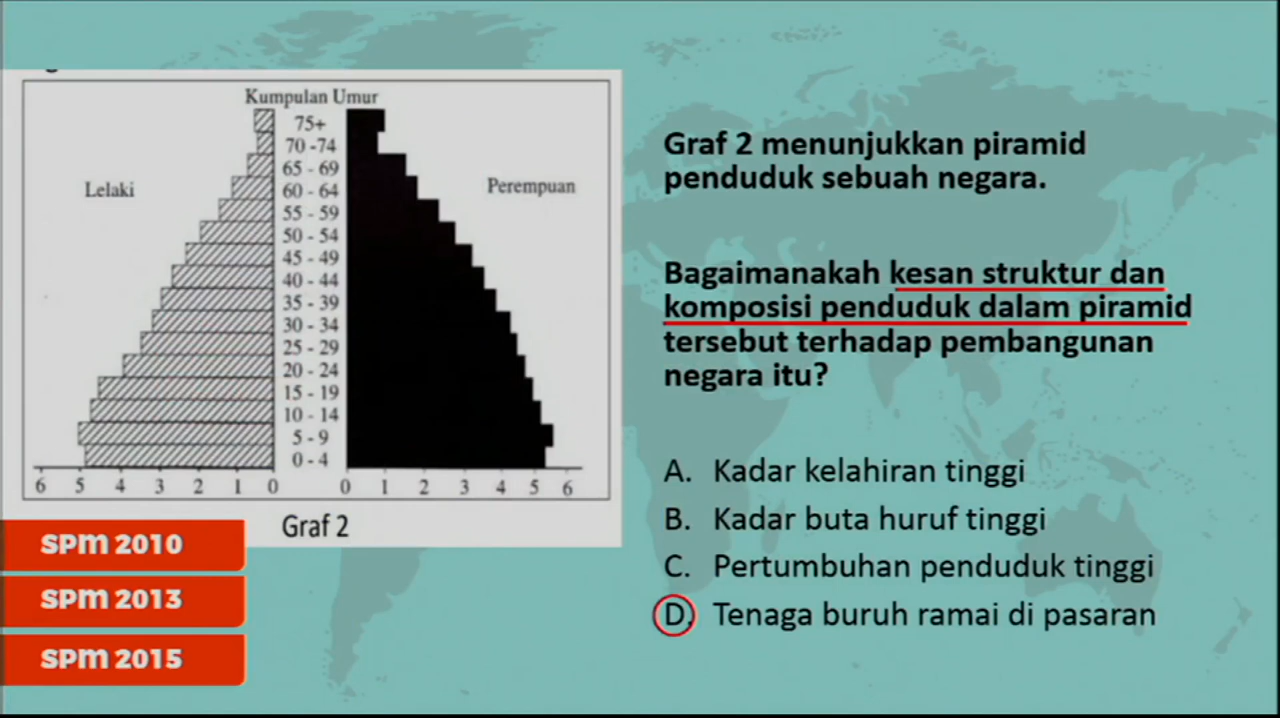 Kumpulan Umur
75+
70 -74
65 - 69
60 - 64
55 - 59
50 - 54
45 - 49
40 - 44
35 - 39
30 - 34
25 - 29
20 - 24
15 - 19
10 - 14
5 - 9
0 - 4
Lelaki
Perempuan
6 5 4 3 2 1 0
0 1 2 3 4 5 6
Graf 2
SPM 2010
SPM 2013
SPM 2015
Graf 2 menunjukkan piramid
penduduk sebuah negara.
Bagaimanakah kesan struktur dan
komposisi penduduk dalam piramid
tersebut terhadap pembangunan
negara itu?
A. Kadar kelahiran tinggi
B. Kadar buta huruf tinggi
C. Pertumbuhan penduduk tinggi
D. Tenaga buruh ramai di pasaran